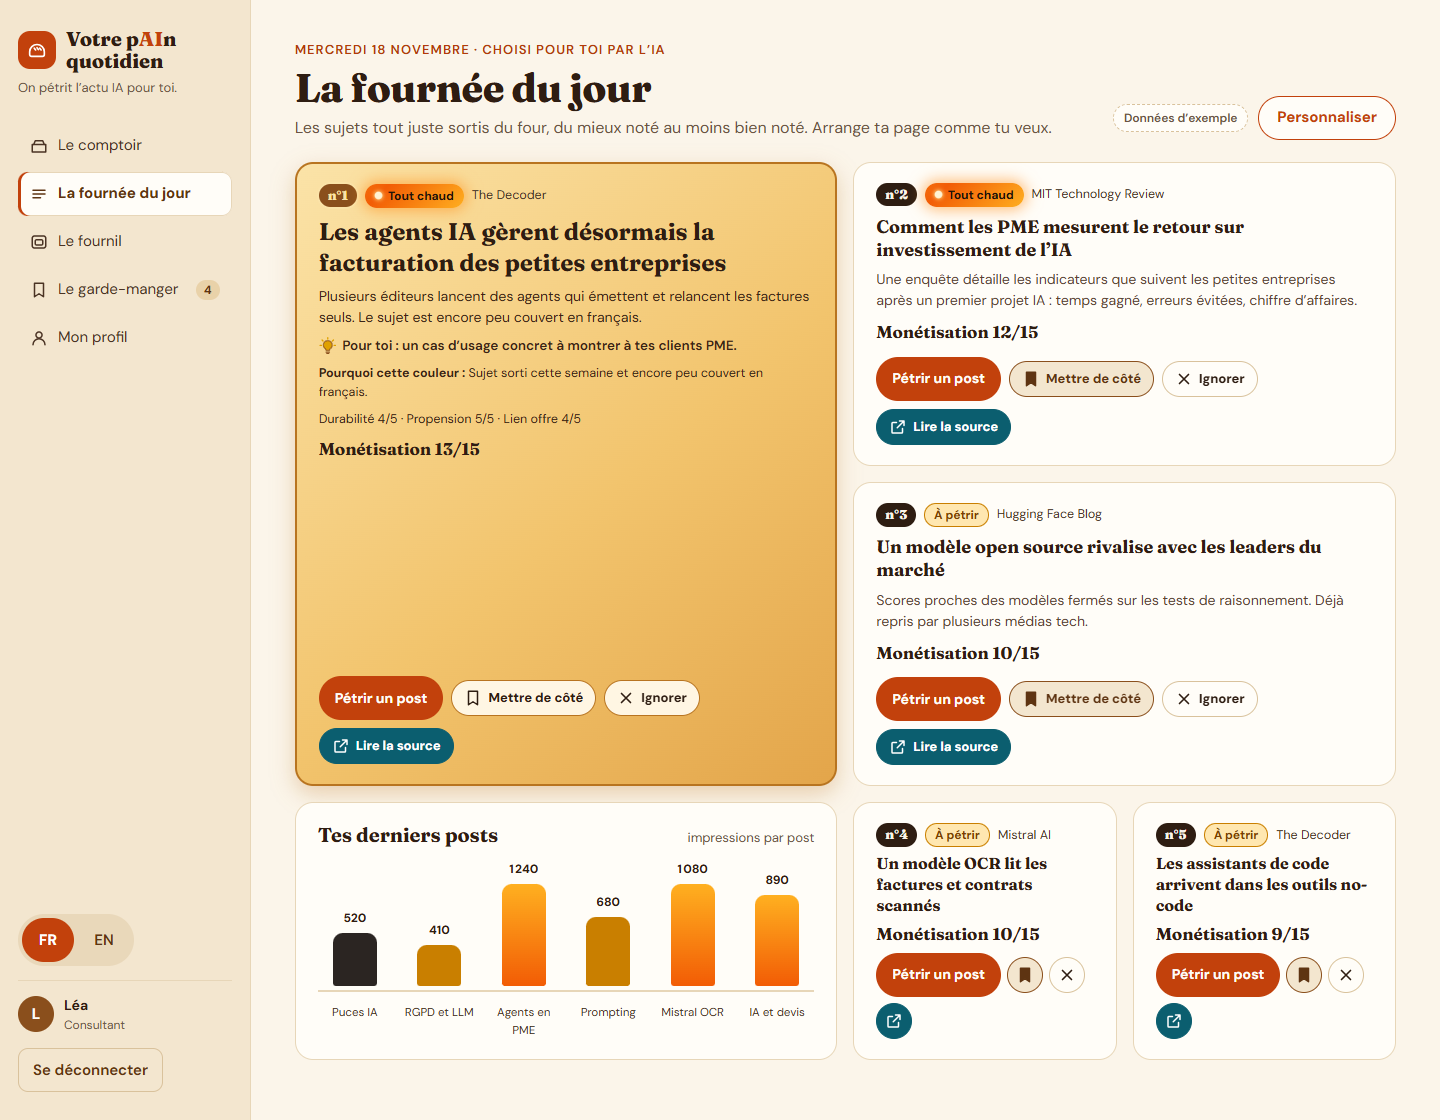 Votre pAIn
quotidien
On pétrit l'actu IA pour toi.
Le comptoir
La fournée du jour
Le fournil
Le garde-manger 4
Mon profil
FR EN
L
Léa
Consultant
Se déconnecter
MERCREDI 18 NOVEMBRE · CHOISI POUR TOI PAR L'IA
La fournée du jour
Les sujets tout juste sortis du four, du mieux noté au moins bien noté. Arrange ta page comme tu veux.
Données d'exemple
Personnaliser
n°1 Tout chaud The Decoder
Les agents IA gèrent désormais la
facturation des petites entreprises
Plusieurs éditeurs lancent des agents qui émettent et relancent les factures
seuls. Le sujet est encore peu couvert en français.
Pour toi : un cas d'usage concret à montrer à tes clients PME.
Pourquoi cette couleur : Sujet sorti cette semaine et encore peu couvert en
français.
Durabilité 4/5 · Propension 5/5 · Lien offre 4/5
Monétisation 13/15
Pétrir un post Mettre de côté Ignorer
Lire la source
n°2 Tout chaud MIT Technology Review
Comment les PME mesurent le retour sur
investissement de l'IA
Une enquête détaille les indicateurs que suivent les petites entreprises
après un premier projet IA : temps gagné, erreurs évitées, chiffre d'affaires.
Monétisation 12/15
Pétrir un post Mettre de côté Ignorer
Lire la source
n°3 À pétrir Hugging Face Blog
Un modèle open source rivalise avec les leaders du
marché
Scores proches des modèles fermés sur les tests de raisonnement. Déjà
repris par plusieurs médias tech.
Monétisation 10/15
Pétrir un post Mettre de côté Ignorer
Lire la source
Tes derniers posts impressions par post
520 410 1240 680 1080 890
Puces IA RGPD et LLM Agents en Prompting Mistral OCR IA et devis
PME
n°4 À pétrir Mistral AI
Un modèle OCR lit les
factures et contrats
scannés
Monétisation 10/15
Pétrir un post
n°5 À pétrir The Decoder
Les assistants de code
arrivent dans les outils no-
code
Monétisation 9/15
Pétrir un post